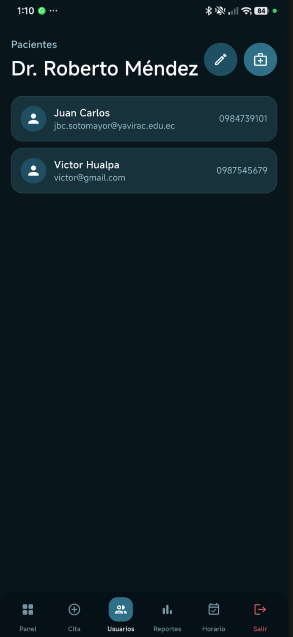 1:10 ···
84
Pacientes
Dr. Roberto Méndez
Juan Carlos
jbc.sotomayor@yavirac.edu.ec
0984739101
Victor Hualpa
victor@gmail.com
0987545679
Panel
Cita
Usuarios
Reportes
Horario
Salir